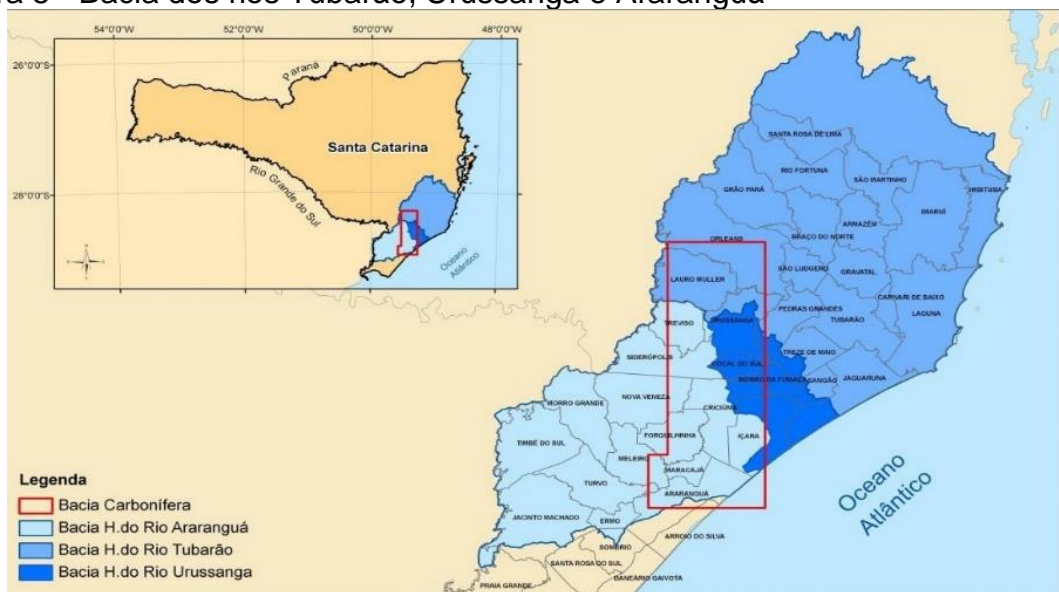 Bacia dos rios Tubarão, Urussanga e Araranguá
54°0'0"W
52°0'0"W
50°0'0"W
48°0'0"W
26°0'0"S
28°0'0"S
Paraná
Santa Catarina
Rio Grande do Sul
Oceano
Atlântico
SANTA ROSA DE LIMA
RIO FORTUNA
SÃO MARTINHO
GRÃO PARÁ
IMBITUBA
IMARUÍ
ARMAZÉM
BRAÇO DO NORTE
ORLEANS
SÃO LUDGERO
GRAVATAL
LAURO MULLER
CAPIVARI DE BAIXO
PEDRAS GRANDES
LAGUNA
TUBARÃO
TREVISO
URUSSANGA
TREZE DE MAIO
SIDERÓPOLIS
COCAL DO SUL
MORRO DA FUMAÇA
SANGÃO
JAGUARUNA
NOVA VENEZA
MORRO GRANDE
CRICIÚMA
IÇARA
FORQUILHINHA
TIMBÉ DO SUL
MELEIRO
MARACAJÁ
TURVO
ARARANGUÁ
JACINTO MACHADO
ERMO
ARROIO DO SILVA
SOMBRIO
SANTA ROSA DO SUL
BANEÁRIO GAIVOTA
PRAIA GRANDE
Oceano
Atlântico
Legenda
Bacia Carbonífera
Bacia H.do Rio Araranguá
Bacia H.do Rio Tubarão
Bacia H.do Rio Urussanga